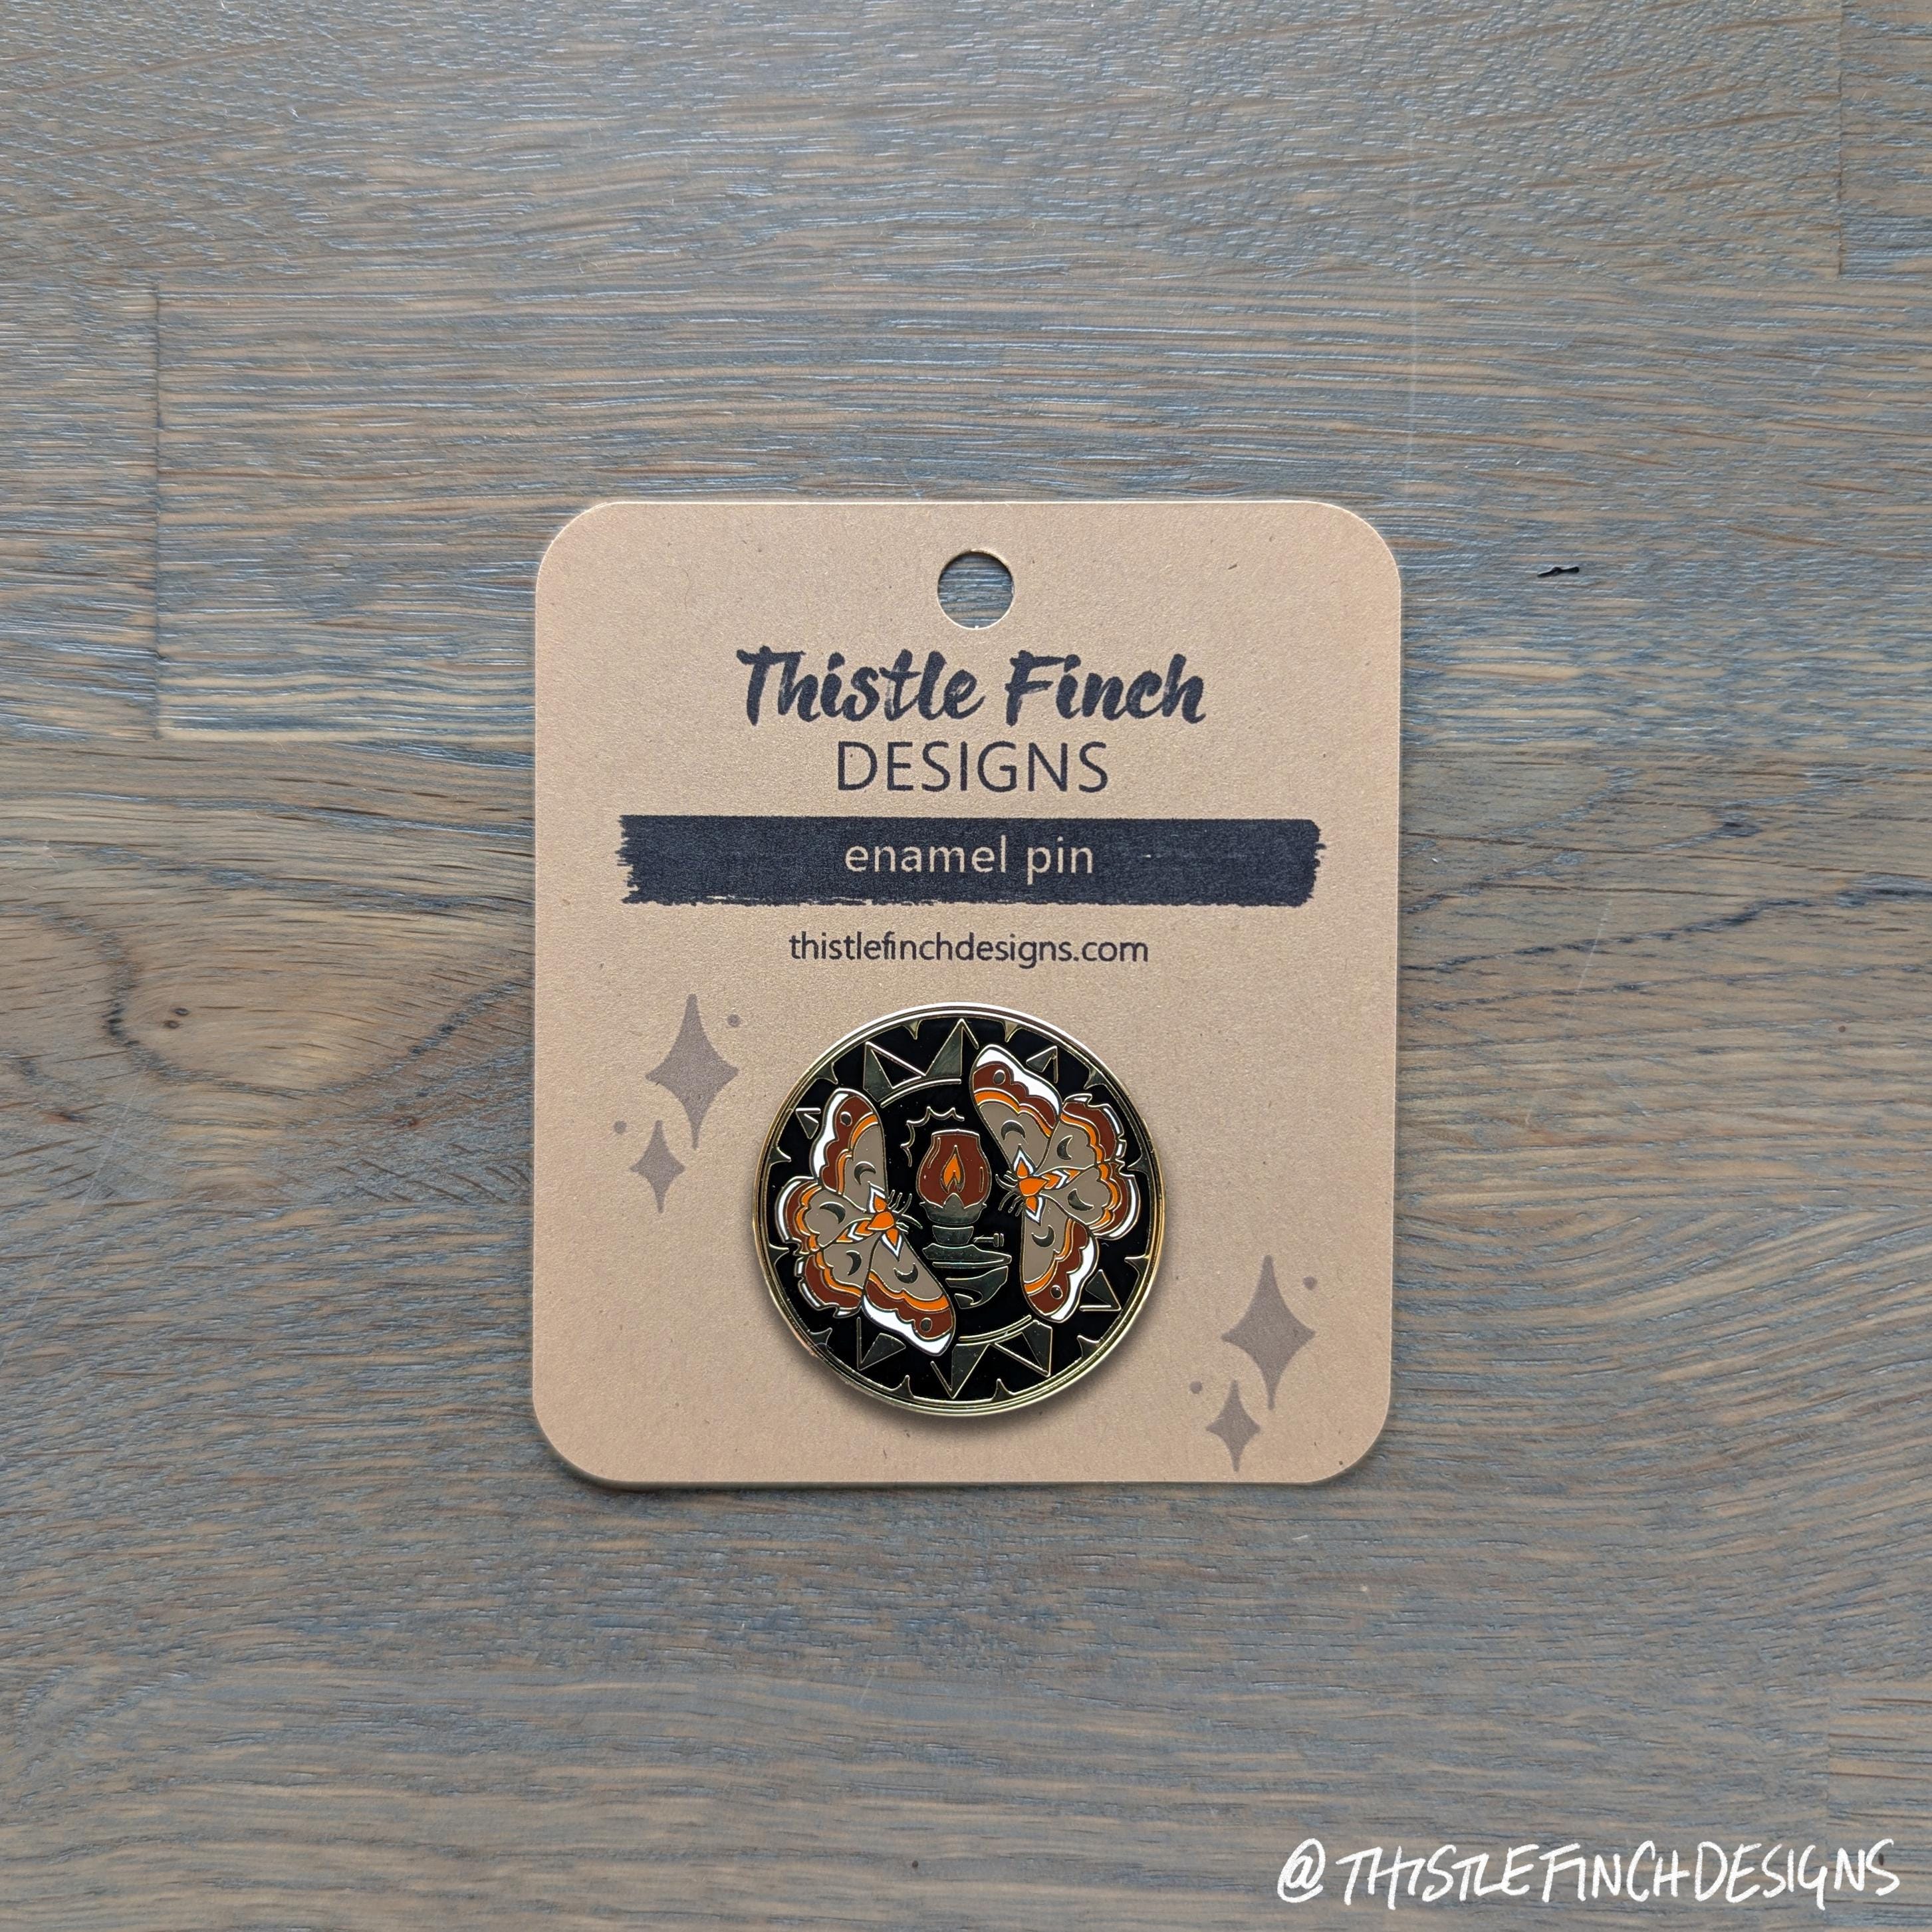 Thistle Finch
DESIGNS
enamel pin
thistlefinchdesigns.com
@THISTLEFINCHDESIGNS